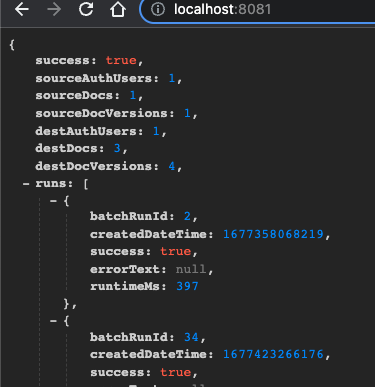 localhost:8081
{
success: true,
sourceAuthUsers: 1,
sourceDocs: 1,
sourceDocVersions: 1,
destAuthUsers: 1,
destDocs: 3,
destDocVersions: 4,
- runs: [
- {
batchRunId: 2,
createdDateTime: 1677358068219,
success: true,
errorText: null,
runtimeMs: 397
},
- {
batchRunId: 34,
createdDateTime: 1677423266176,
success: true,